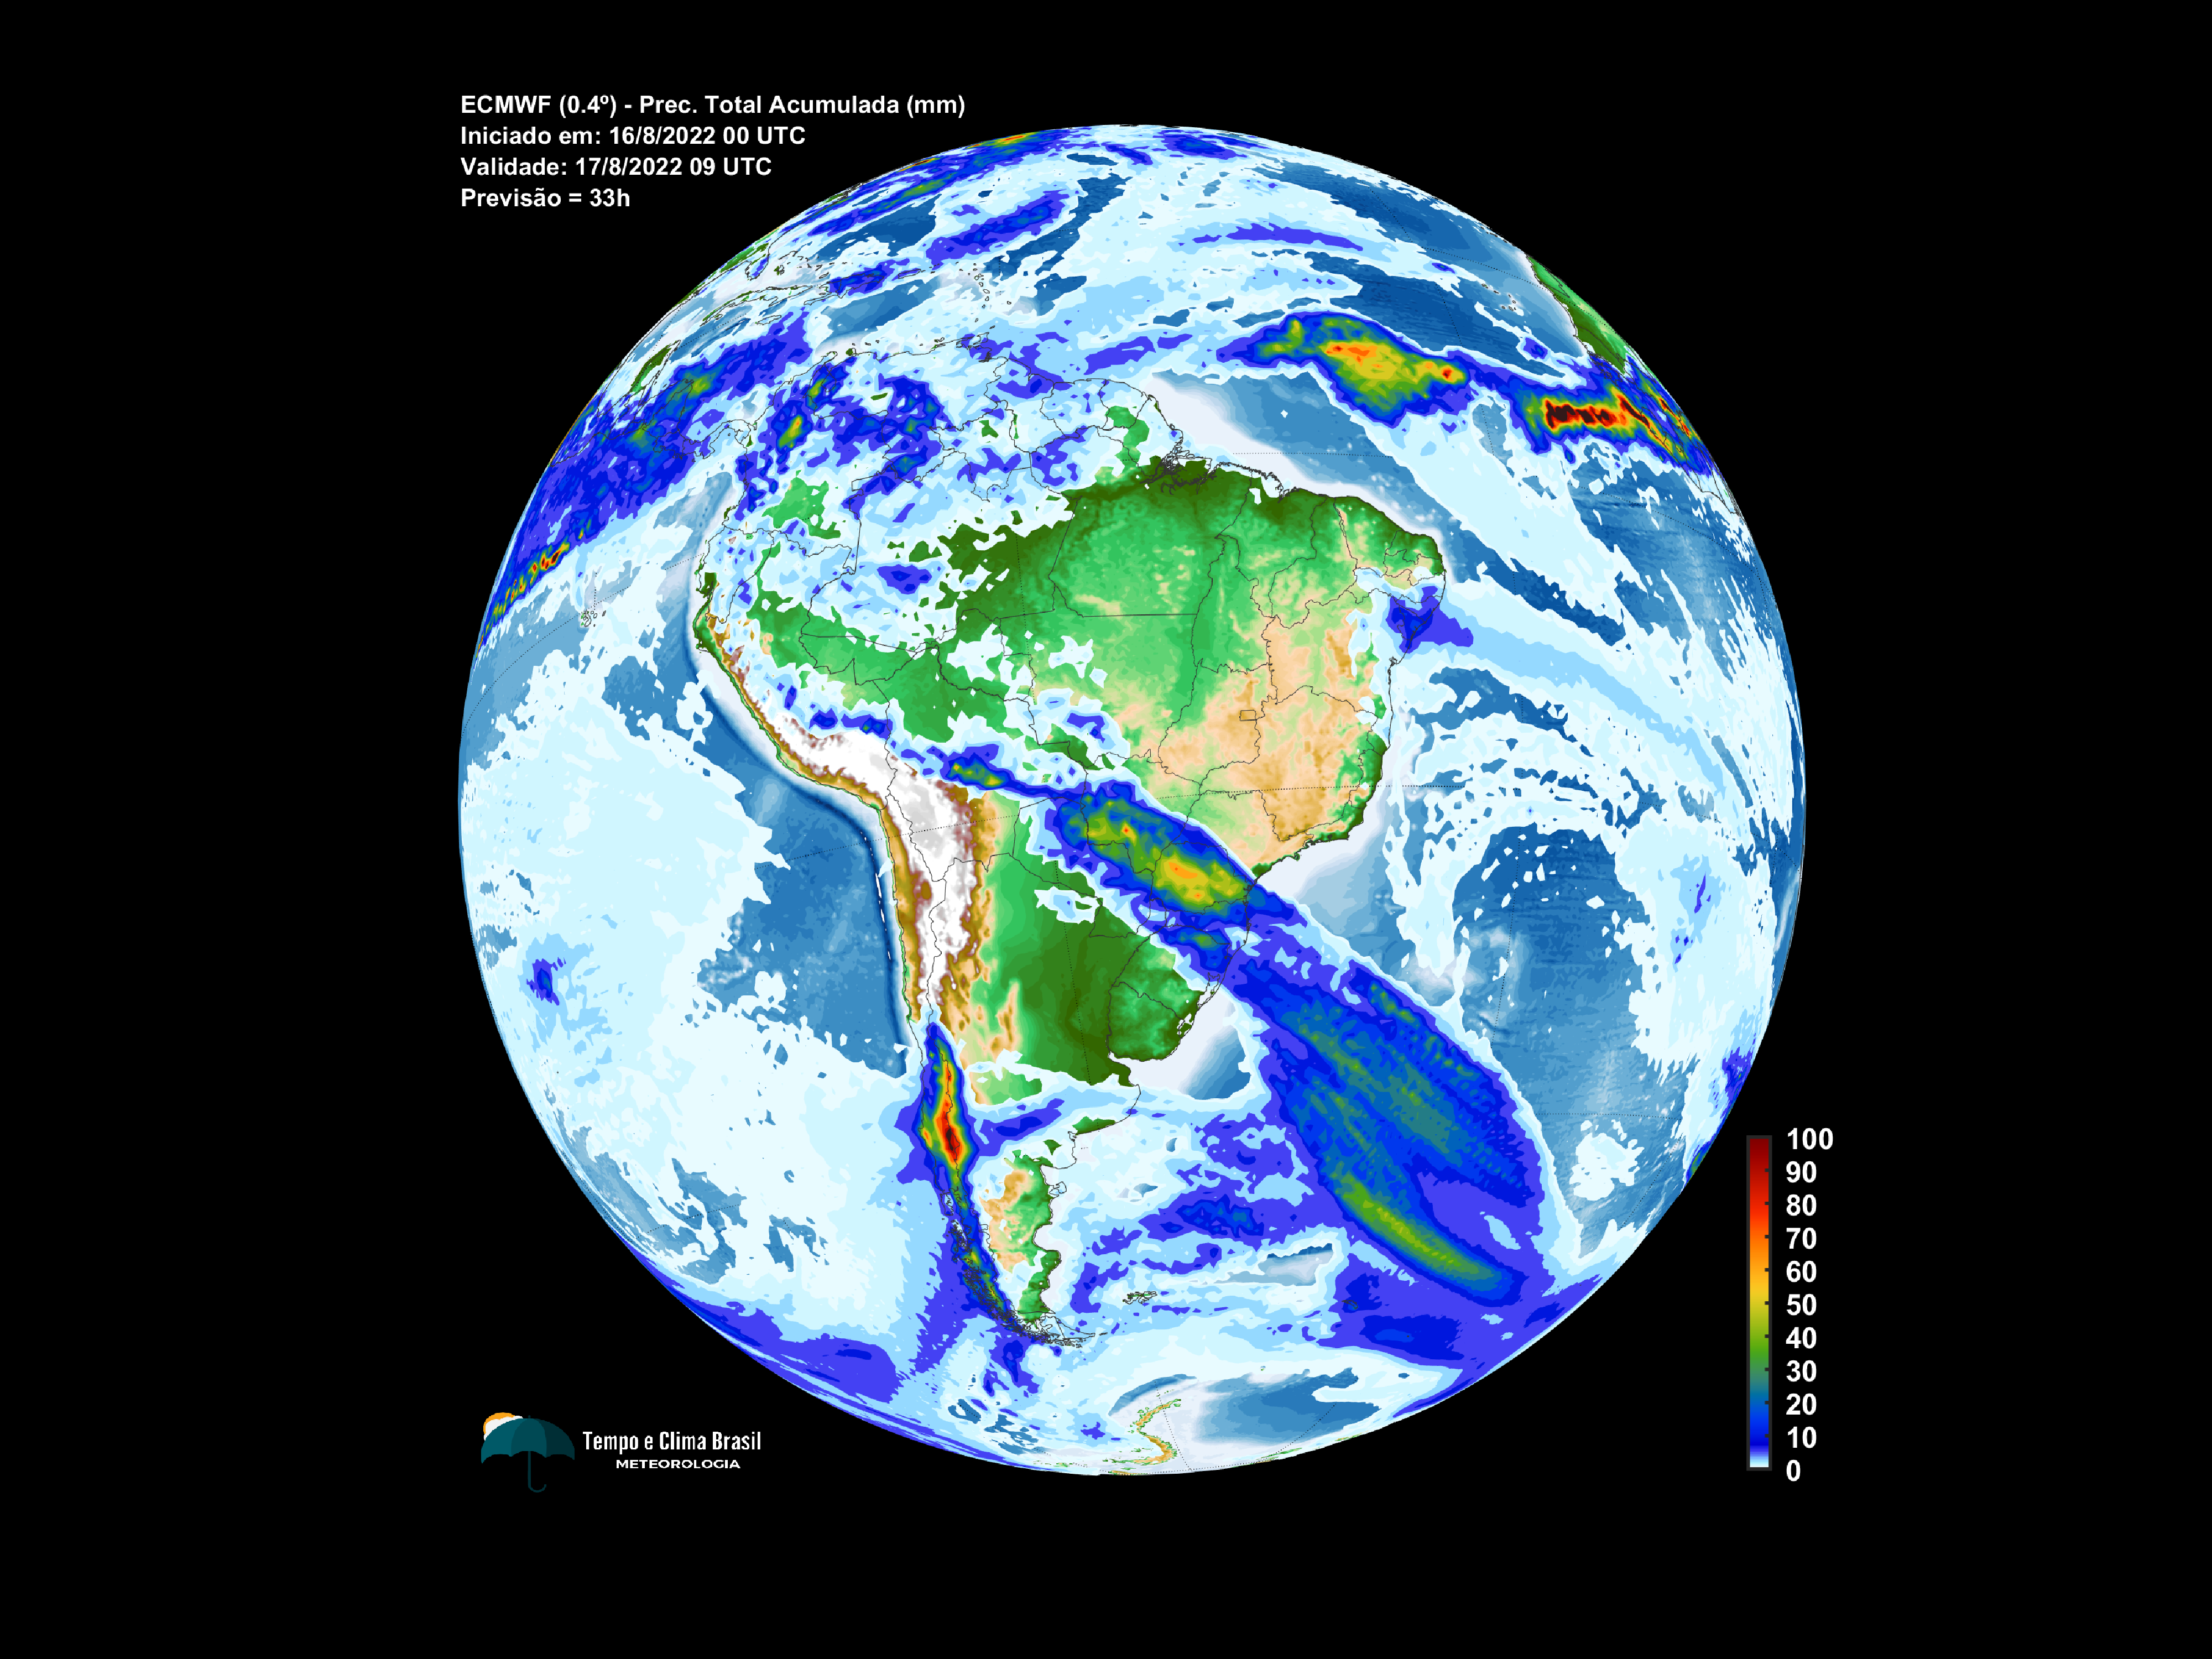 ECMWF (0.4º) - Prec. Total Acumulada (mm)
Iniciado em: 16/8/2022 00 UTC
Validade: 17/8/2022 09 UTC
Previsão = 33h
100
90
80
70
60
50
40
30
20
10
0
Tempo e Clima Brasil
METEOROLOGIA